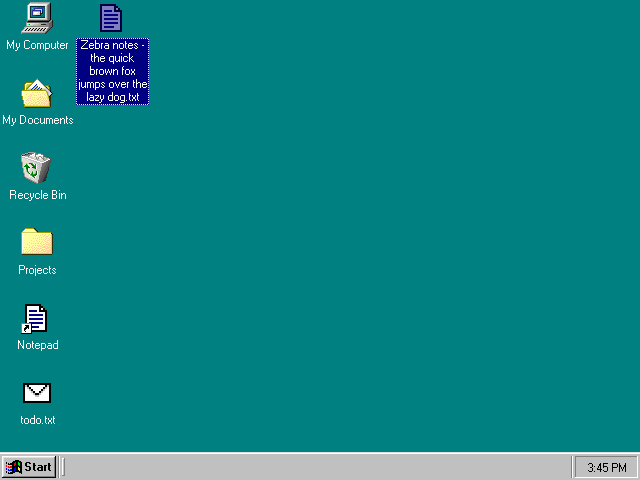 My Computer
Zebra notes -
the quick
brown fox
jumps over the
lazy dog.txt
My Documents
Recycle Bin
Projects
Notepad
todo.txt
Start
3:45 PM